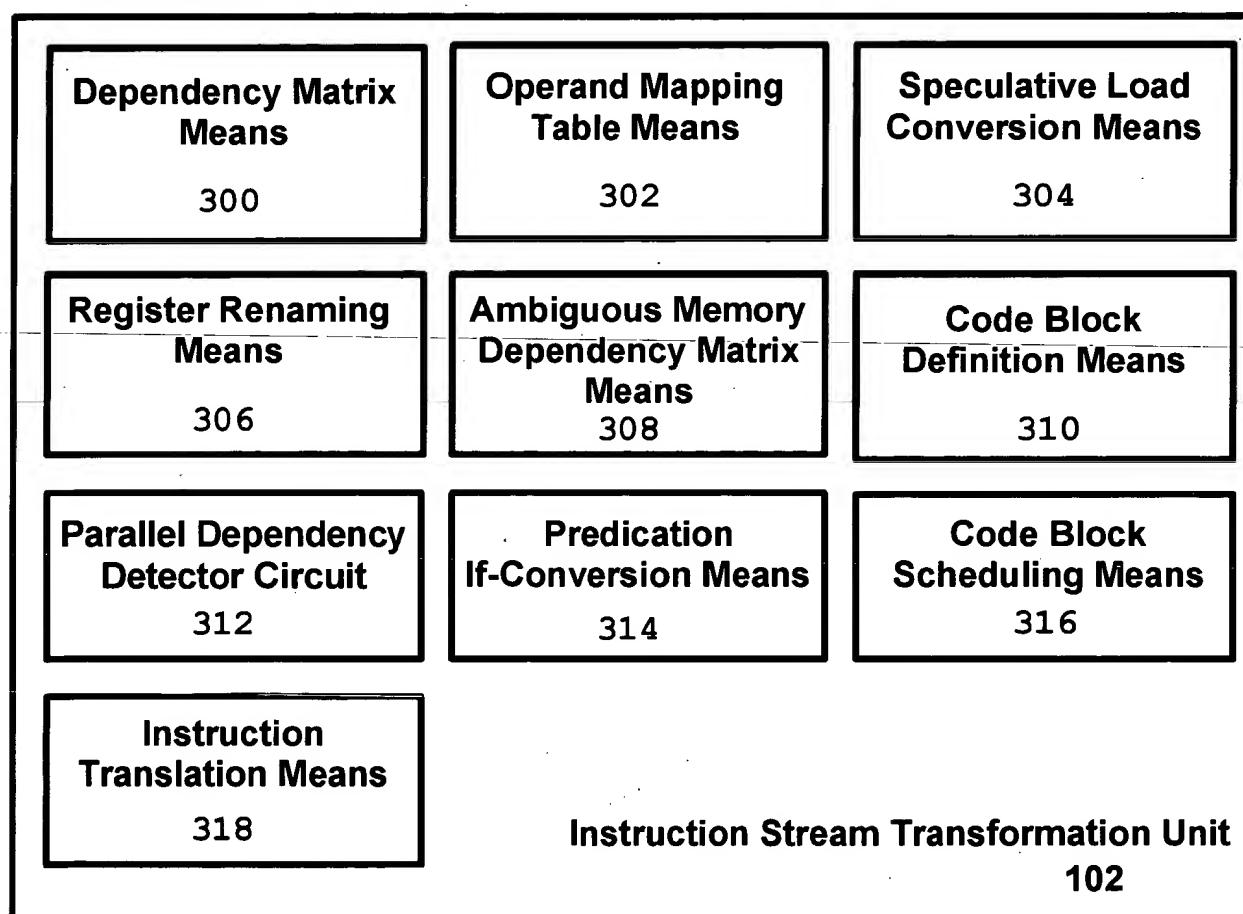 Dependency Matrix
Means
300
Operand Mapping
Table Means
302
Speculative Load
Conversion Means
304
Register Renaming
Means
306
Ambiguous Memory
Dependency Matrix
Means
308
Code Block
Definition Means
310
Parallel Dependency
Detector Circuit
312
Predication
If-Conversion Means
314
Code Block
Scheduling Means
316
Instruction
Translation Means
318
Instruction Stream Transformation Unit
102